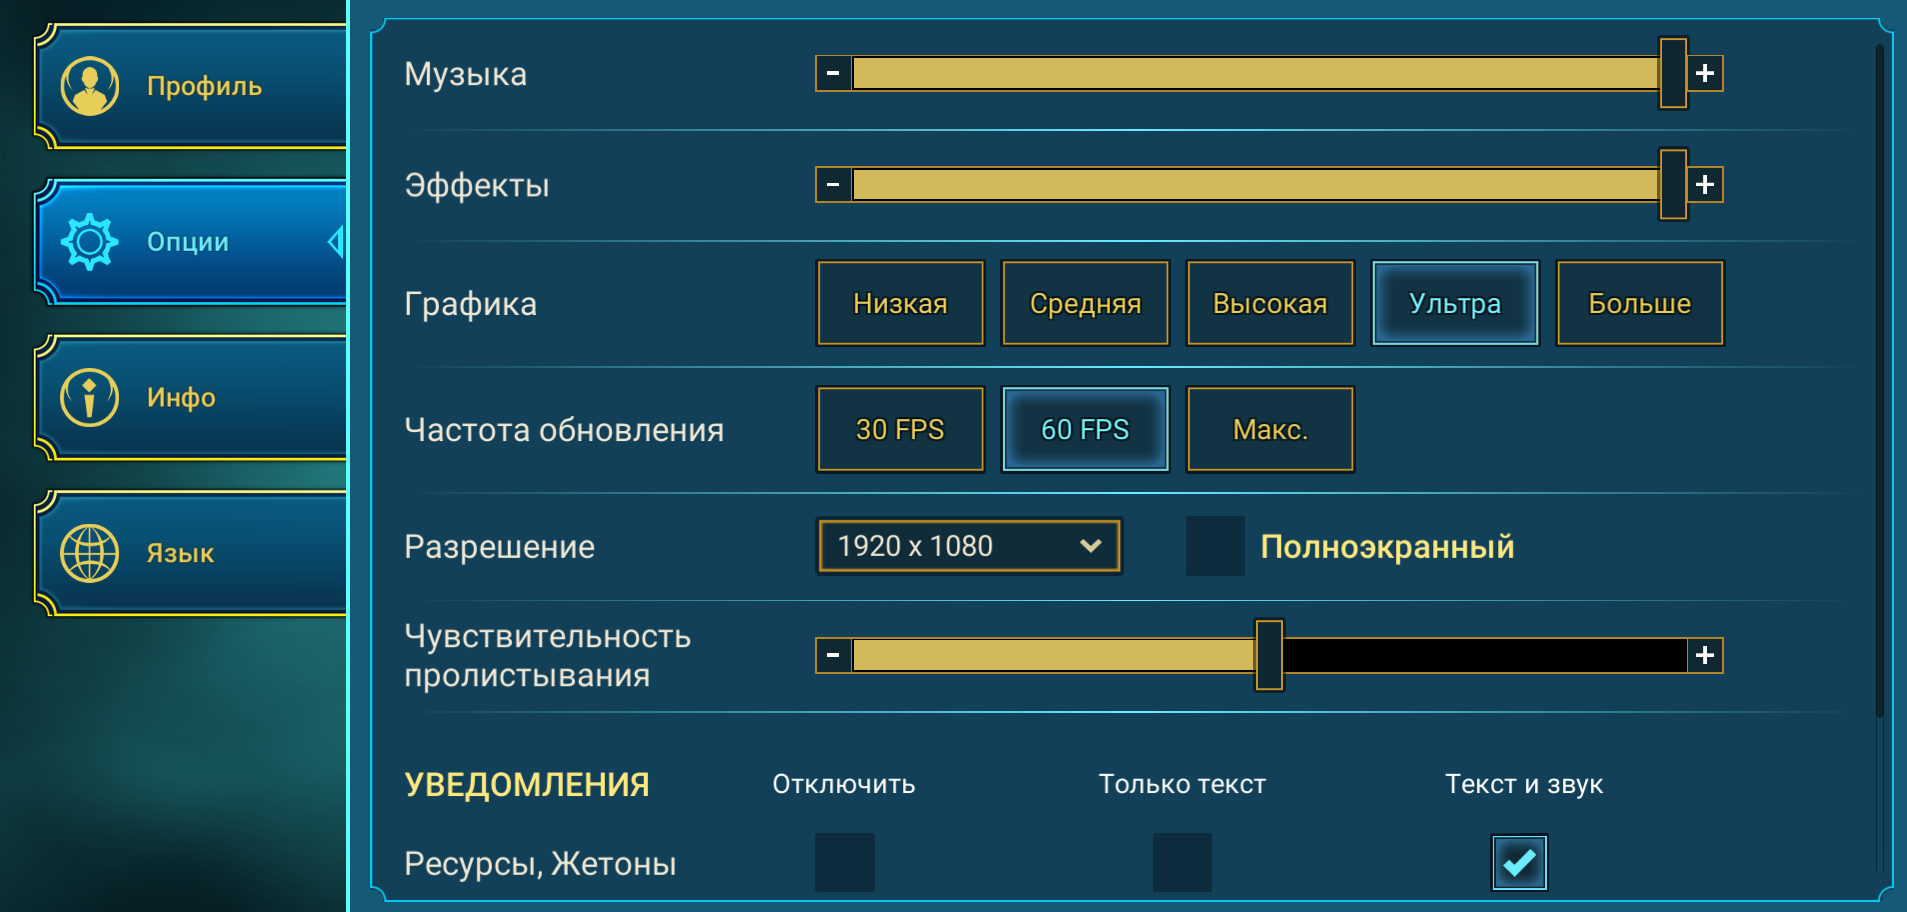 Профиль
Опции
Инфо
Язык
Музыка
Эффекты
Графика
Низкая
Средняя
Высокая
Ультра
Больше
Частота обновления
30 FPS
60 FPS
Макс.
Разрешение
1920 x 1080
Полноэкранный
Чувствительность
пролистывания
УВЕДОМЛЕНИЯ
Отключить
Только текст
Текст и звук
Ресурсы, Жетоны